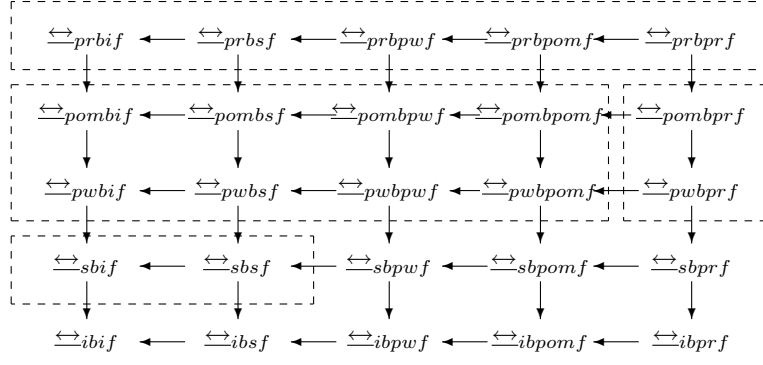 ↔prbif ↔prbsf ↔prbpwf ↔prbpomf ↔prbprf
↔pombif ↔pombsf ↔pombpwf ↔pombpomf ↔pombprf
↔pwbif ↔pwbsf ↔pwbpwf ↔pwbpomf ↔pwbprf
↔sbif ↔sbsf ↔sbpwf ↔sbpomf ↔sbprf
↔ibif ↔ibsf ↔ibpwf ↔ibpomf ↔ibprf